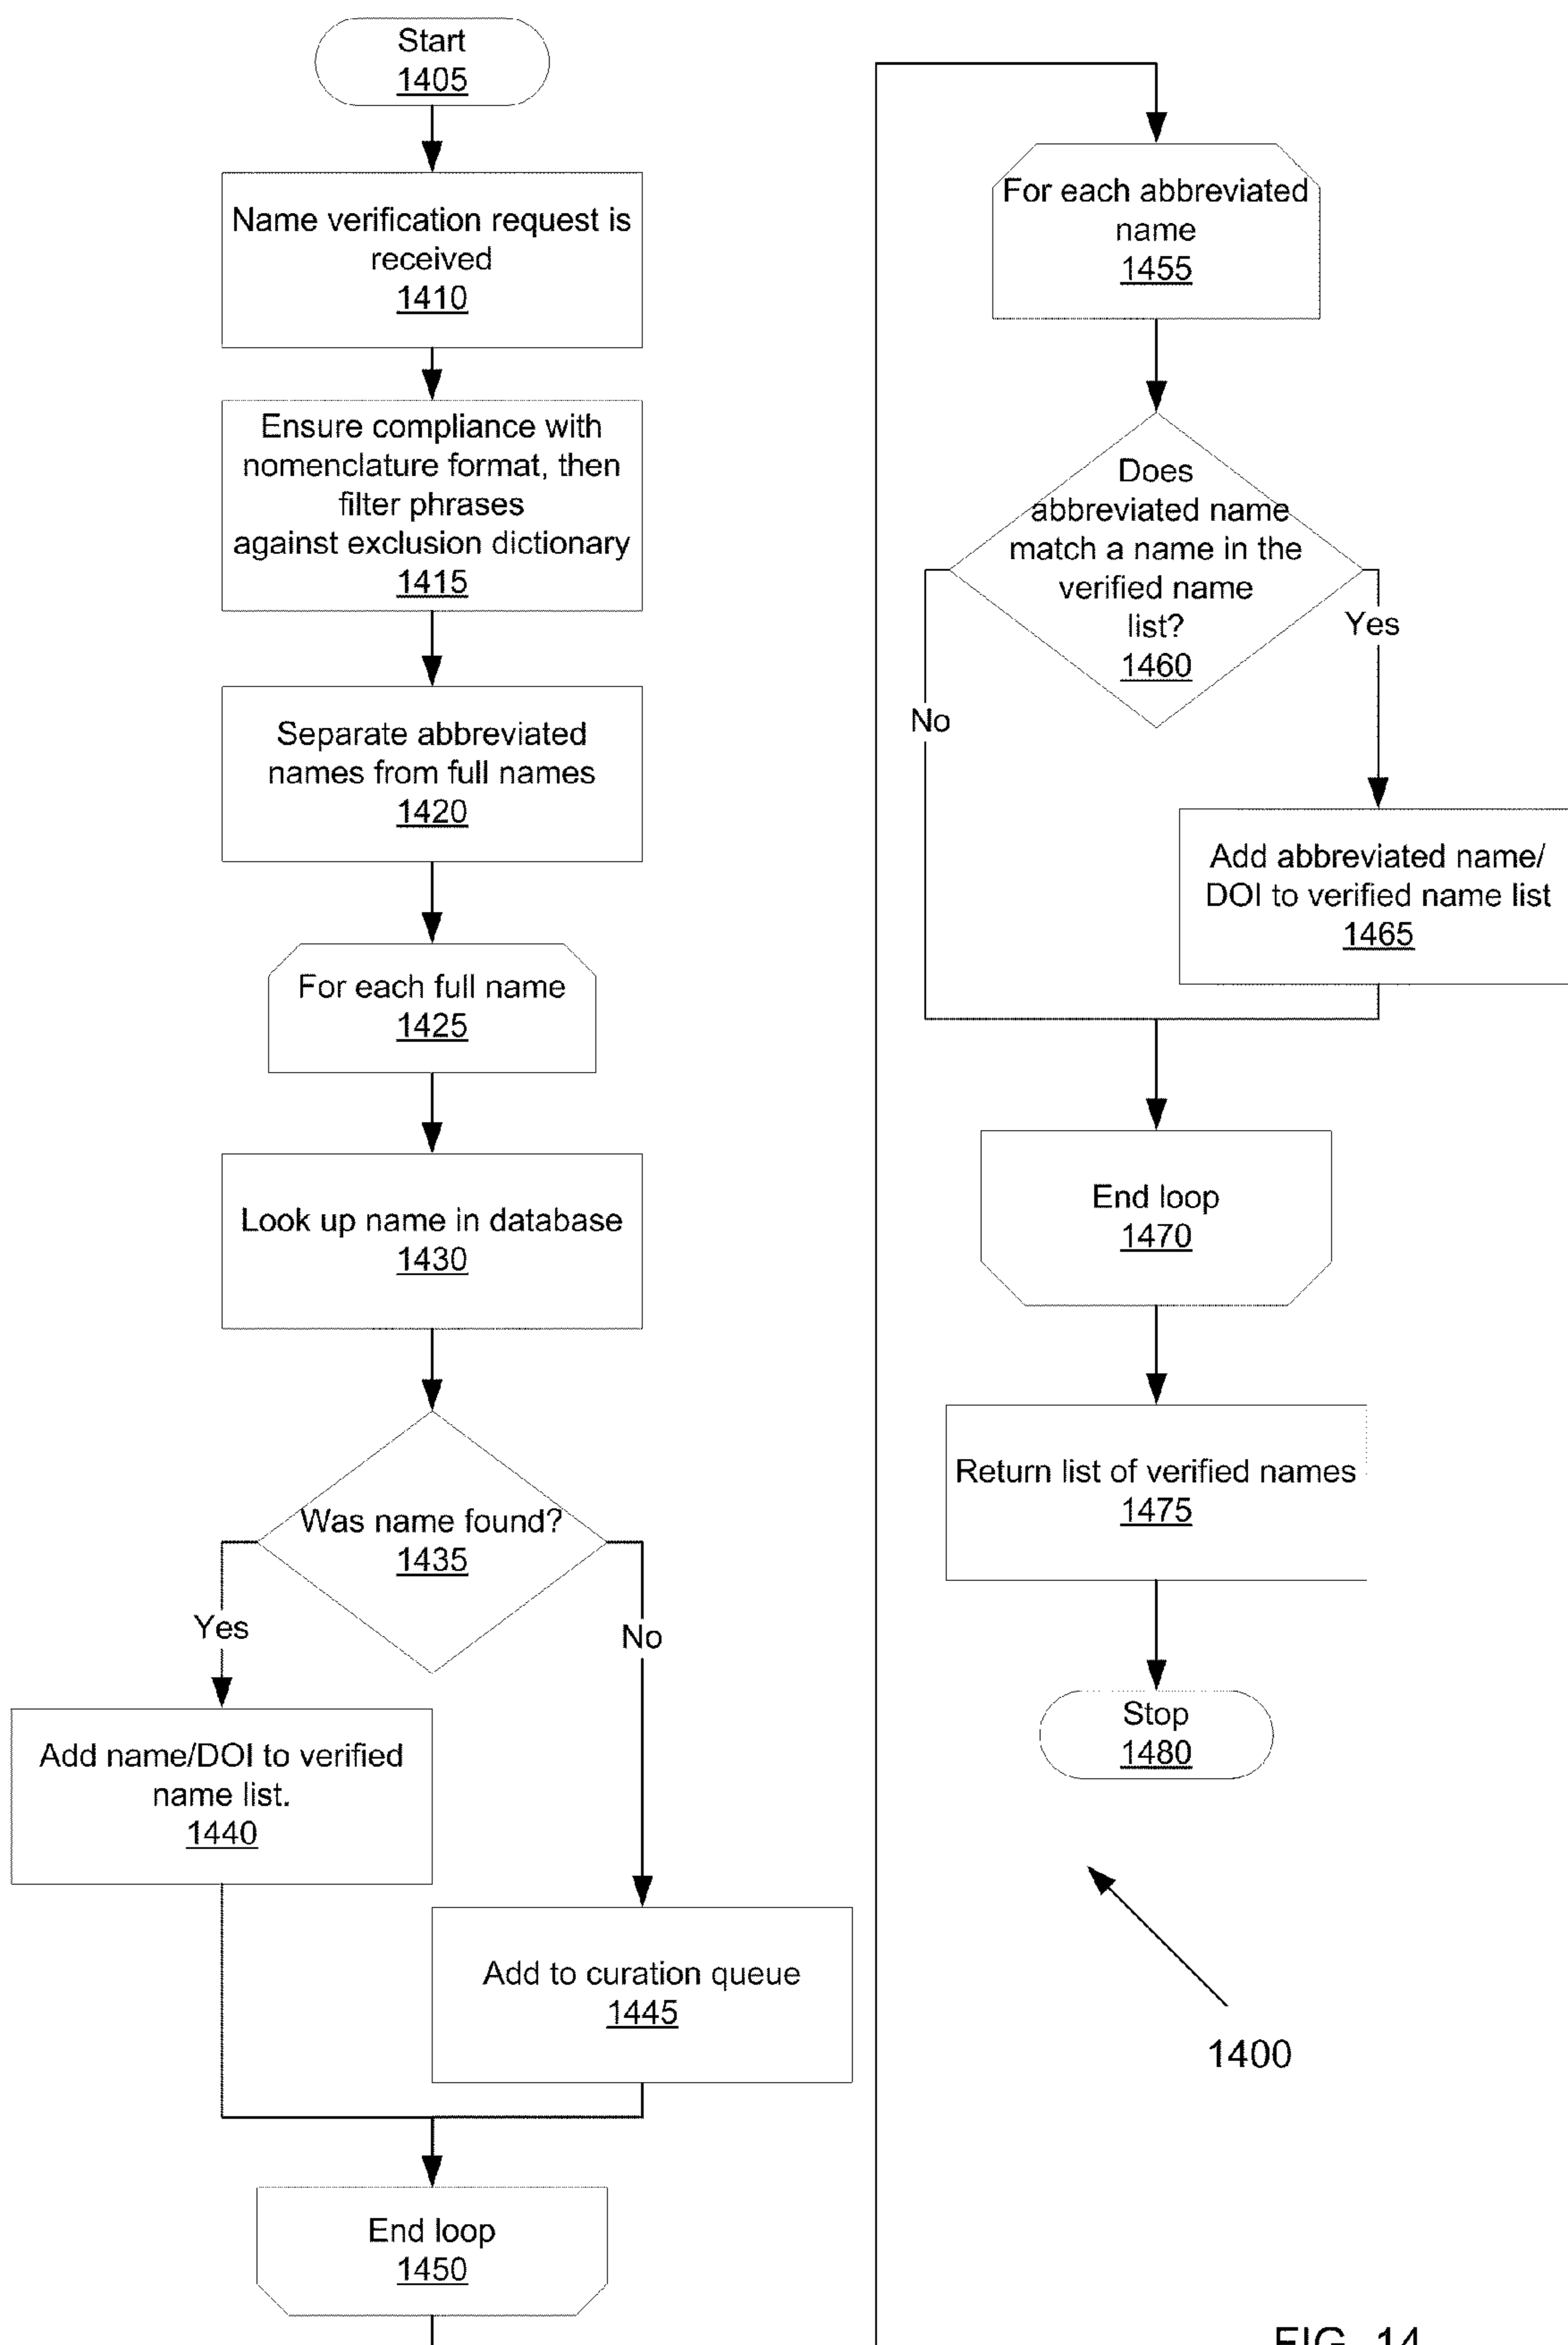 Start
1405
Name verification request is
received
1410
Ensure compliance with
nomenclature format, then
filter phrases
against exclusion dictionary
1415
Separate abbreviated
names from full names
1420
For each full name
1425
Look up name in database
1430
Was name found?
1435
Yes
No
Add name/DOI to verified
name list.
1440
Add to curation queue
1445
End loop
1450
For each abbreviated
name
1455
Does
abbreviated name
match a name in the
verified name
list?
1460
No
Yes
Add abbreviated name/
DOI to verified name list
1465
End loop
1470
Return list of verified names
1475
Stop
1480
1400
FIG. 14